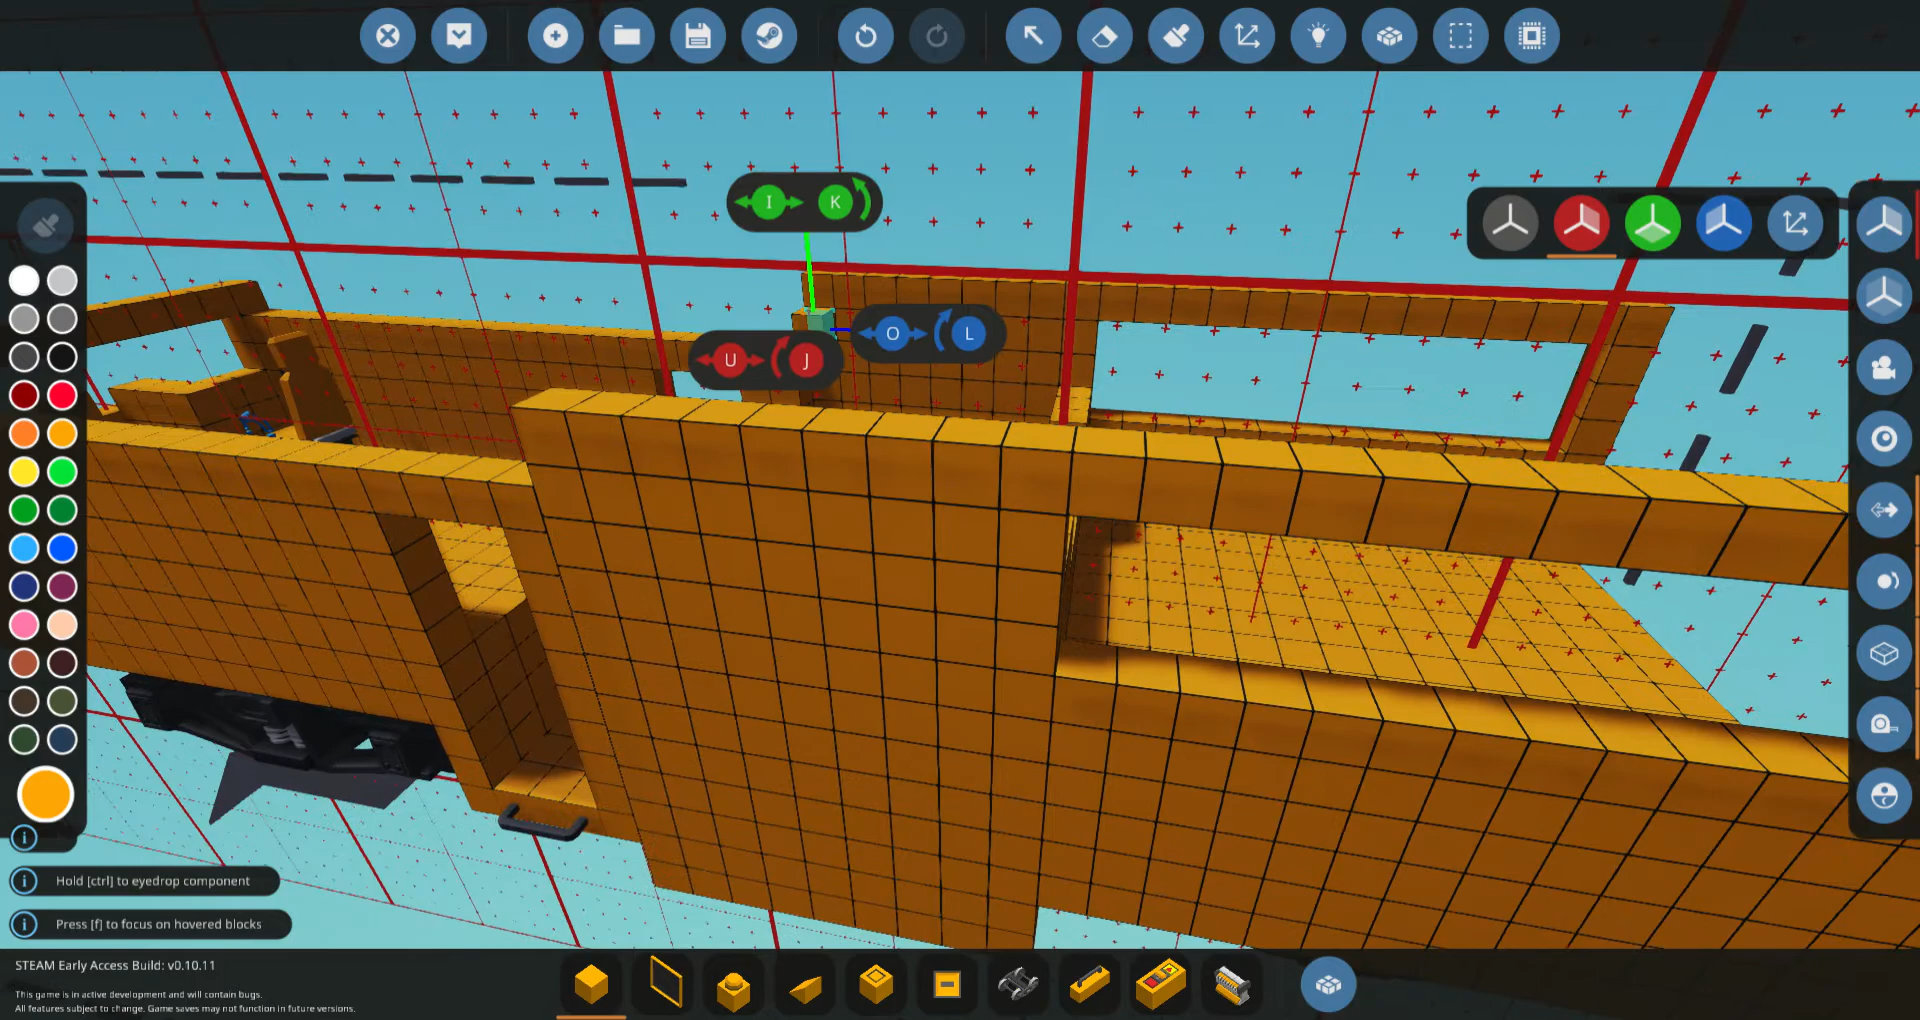 I K
O L
U J
Hold [ctrl] to eyedrop component
Press [f] to focus on hovered blocks
STEAM Early Access Build: v0.10.11
This game is in active development and will contain bugs.
All features subject to change. Game saves may not function in future versions.